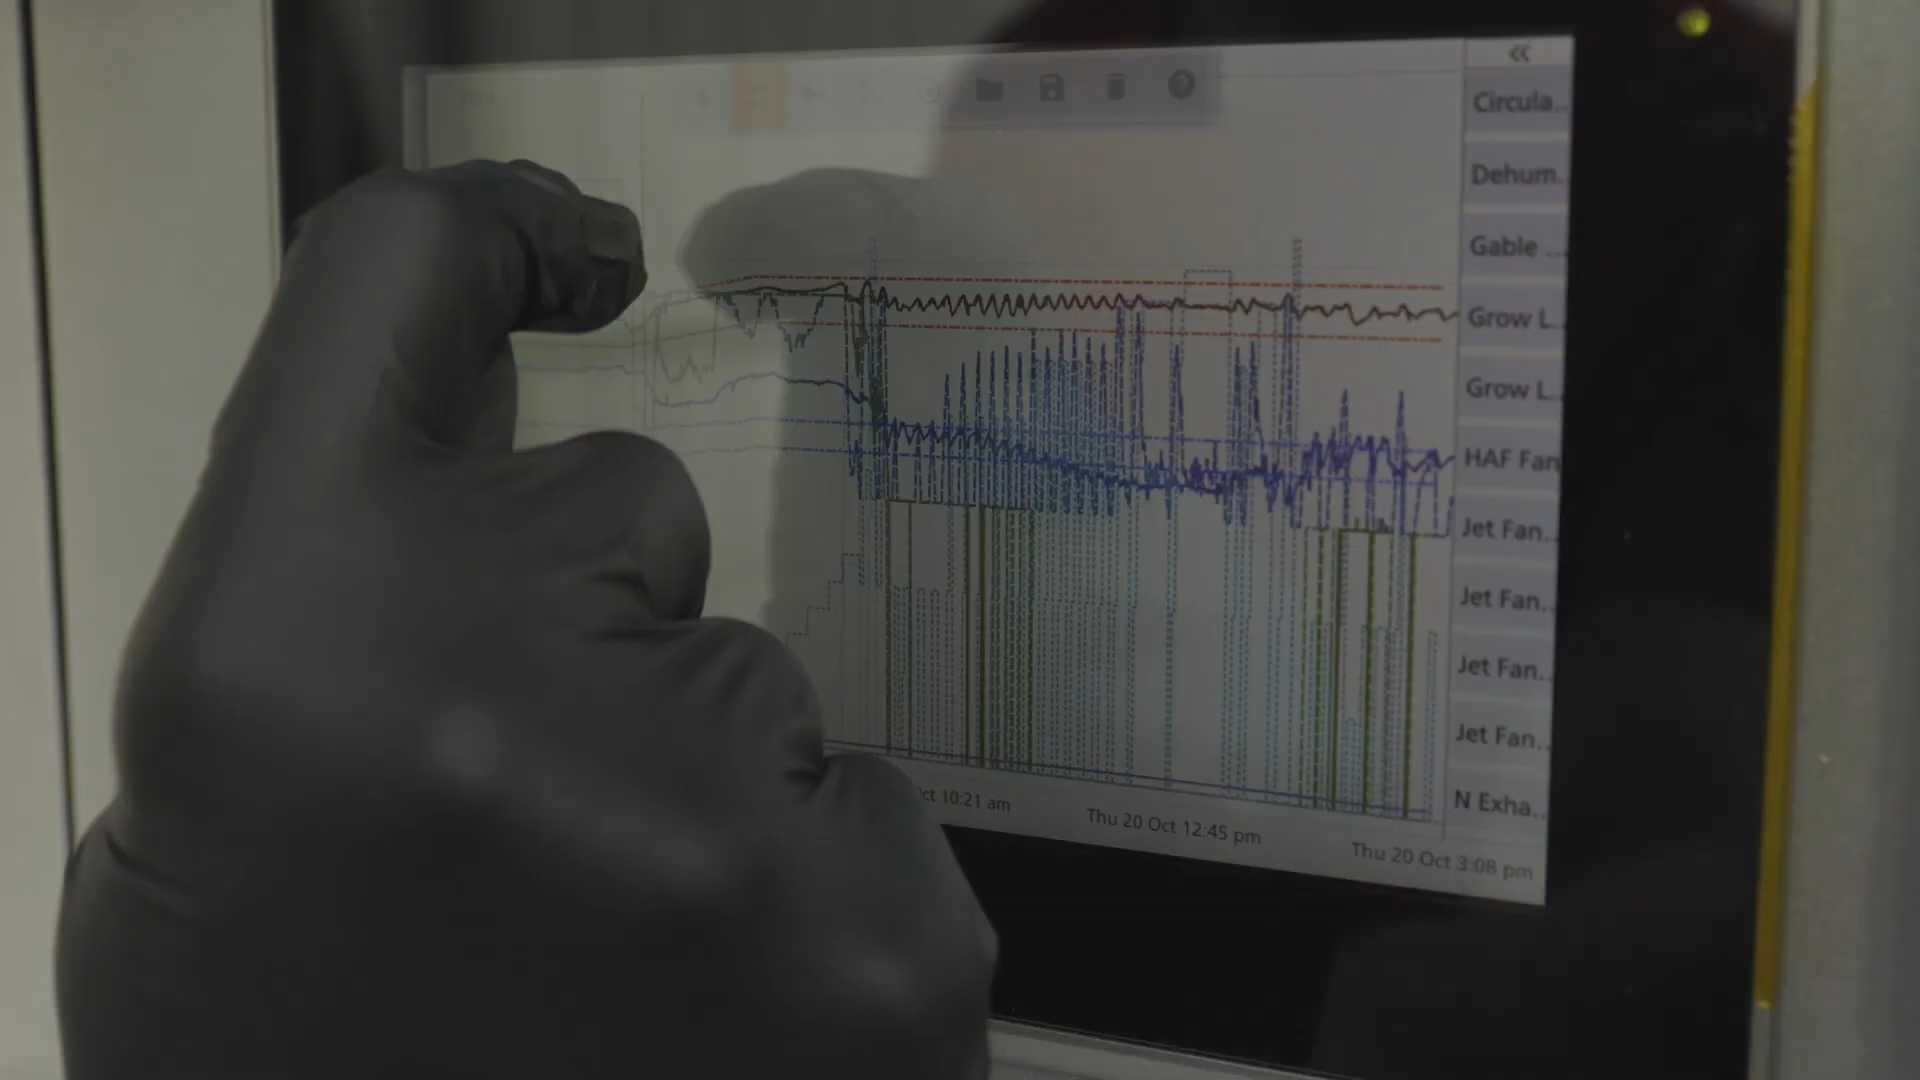 «
Circula..
Dehum..
Gable ...
Grow L..
Grow L..
HAF Fan
Jet Fan..
Jet Fan..
Jet Fan..
Jet Fan..
N Exha..
10:21 am
Thu 20 Oct 12:45 pm
Thu 20 Oct 3:08 pm